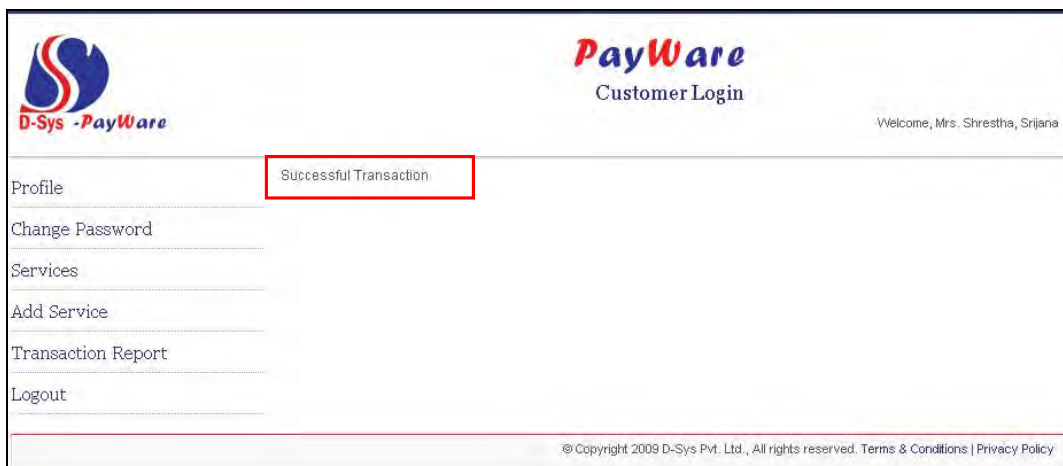 PayWare
Customer Login
D-Sys -PayWare
Welcome, Mrs. Shrestha, Srijana
Successful Transaction
Profile
Change Password
Services
Add Service
Transaction Report
Logout
© Copyright 2009 D-Sys Pvt. Ltd., All rights reserved. Terms & Conditions | Privacy Policy